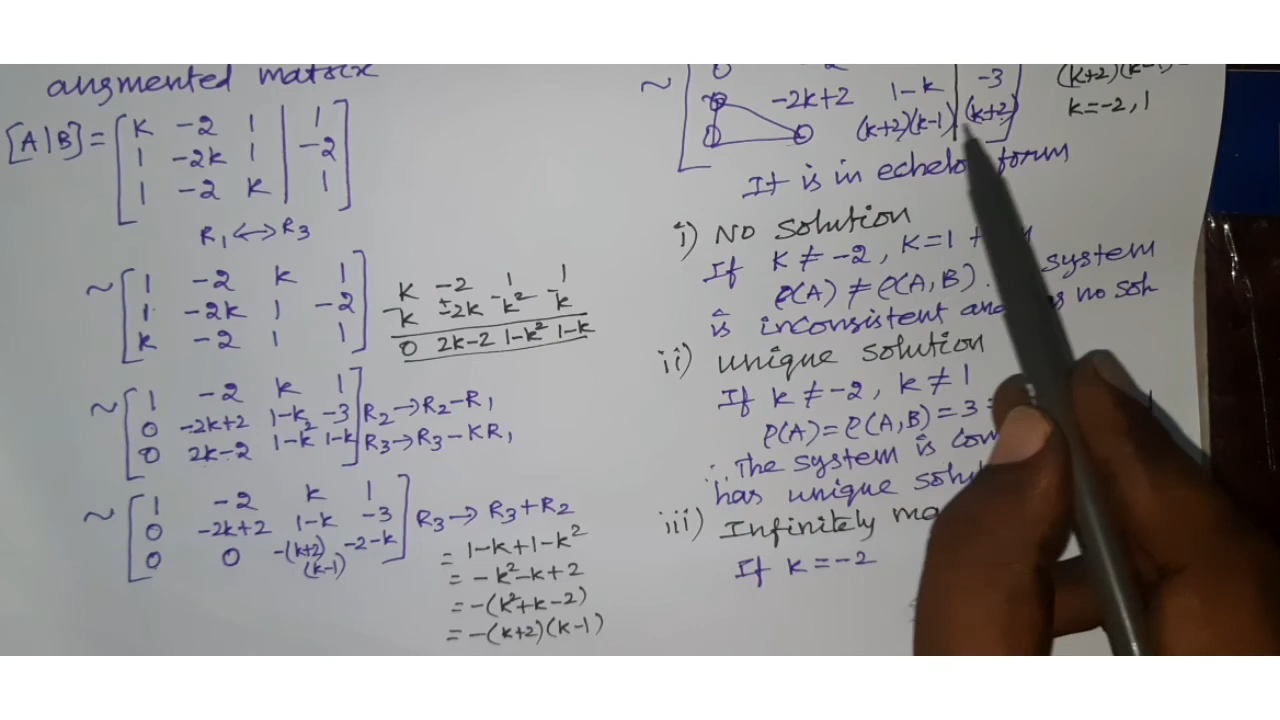 augmented matrix
[A|B] = [ k -2 1 | 1
1 -2k 1 | -2
1 -2 k | 1 ]
R₁ ↔ R₃
~ [ 1 -2 k 1
1 -2k 1 -2
k -2 1 1 ]
k -2 1 1
-k ±2k -k² -k
0 2k-2 1-k² 1-k
~ [ 1 -2 k 1
0 -2k+2 1-k -3
0 2k-2 1-k² 1-k ]
R₂ → R₂-R₁
R₃ → R₃-KR₁
~ [ 1 -2 k 1
0 -2k+2 1-k -3
0 0 -(k+2)(k-1) -2-k ]
R₃ → R₃+R₂
= 1-k+1-k²
= -k²-k+2
= -(k²+k-2)
= -(k+2)(k-1)
~ [ 0
0 -2k+2 1-k | -3
0 0 (k+2)(k-1) | (k+2) ]
k=-2, 1
It is in echelon form
i) No solution
If k ≠ -2, k=1
ρ(A) ≠ ρ(A,B). system
is inconsistent and no soln
ii) unique solution
If k ≠ -2, k ≠ 1
ρ(A) = ρ(A,B) = 3 =
∴ The system is
has unique
iii) Infinitely
If k = -2